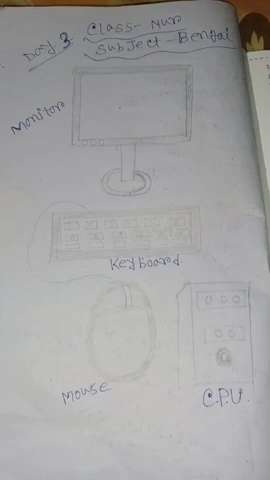 Day. 3 Class - Nur
Subject - Bengali
Monitor
Keyboard
Mouse
C.P.U.